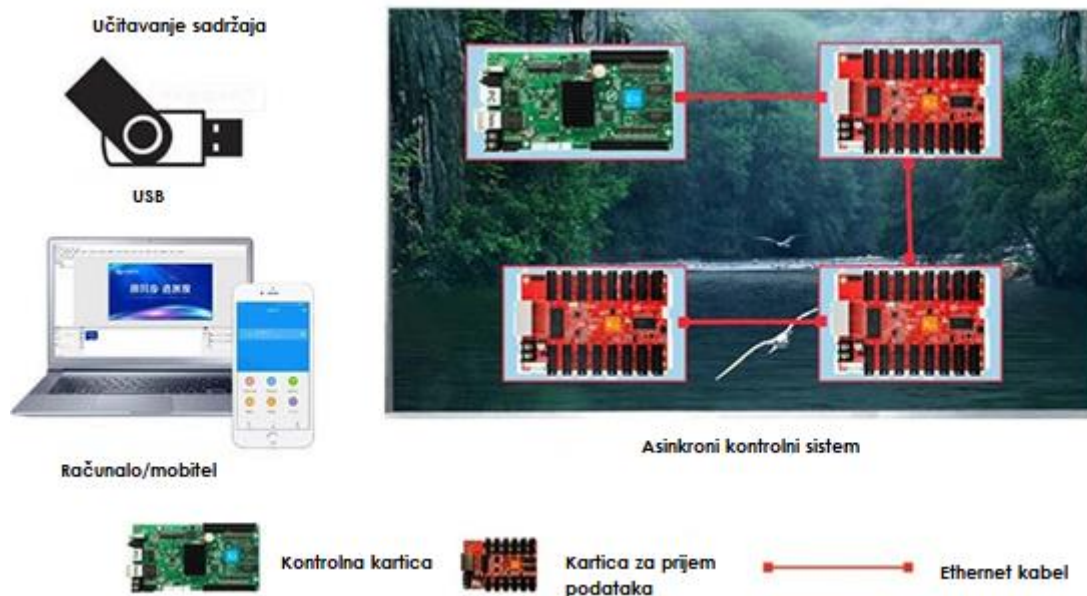 Učitavanje sadržaja
USB
Računalo/mobitel
Asinkroni kontrolni sistem
Kontrolna kartica
Kartica za prijem
podataka
Ethernet kabel